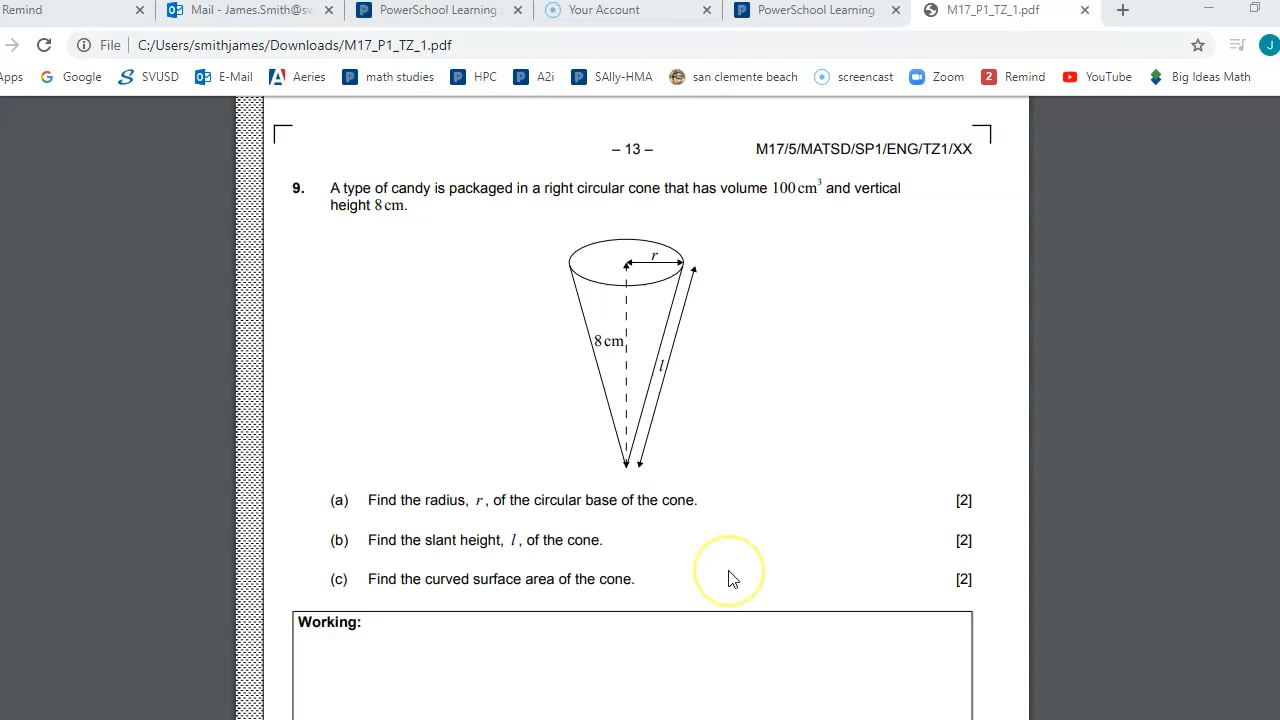 Remind
Mail - James.Smith@sv
PowerSchool Learning
Your Account
PowerSchool Learning
M17_P1_TZ_1.pdf
File
C:/Users/smithjames/Downloads/M17_P1_TZ_1.pdf
J
Apps
Google
SVUSD
E-Mail
Aeries
math studies
HPC
A2i
SAlly-HMA
san clemente beach
screencast
Zoom
2 Remind
YouTube
Big Ideas Math
– 13 –
M17/5/MATSD/SP1/ENG/TZ1/XX
9. A type of candy is packaged in a right circular cone that has volume 100 cm³ and vertical
height 8 cm.
r
8 cm
l
(a) Find the radius, r, of the circular base of the cone. [2]
(b) Find the slant height, l, of the cone. [2]
(c) Find the curved surface area of the cone. [2]
Working: